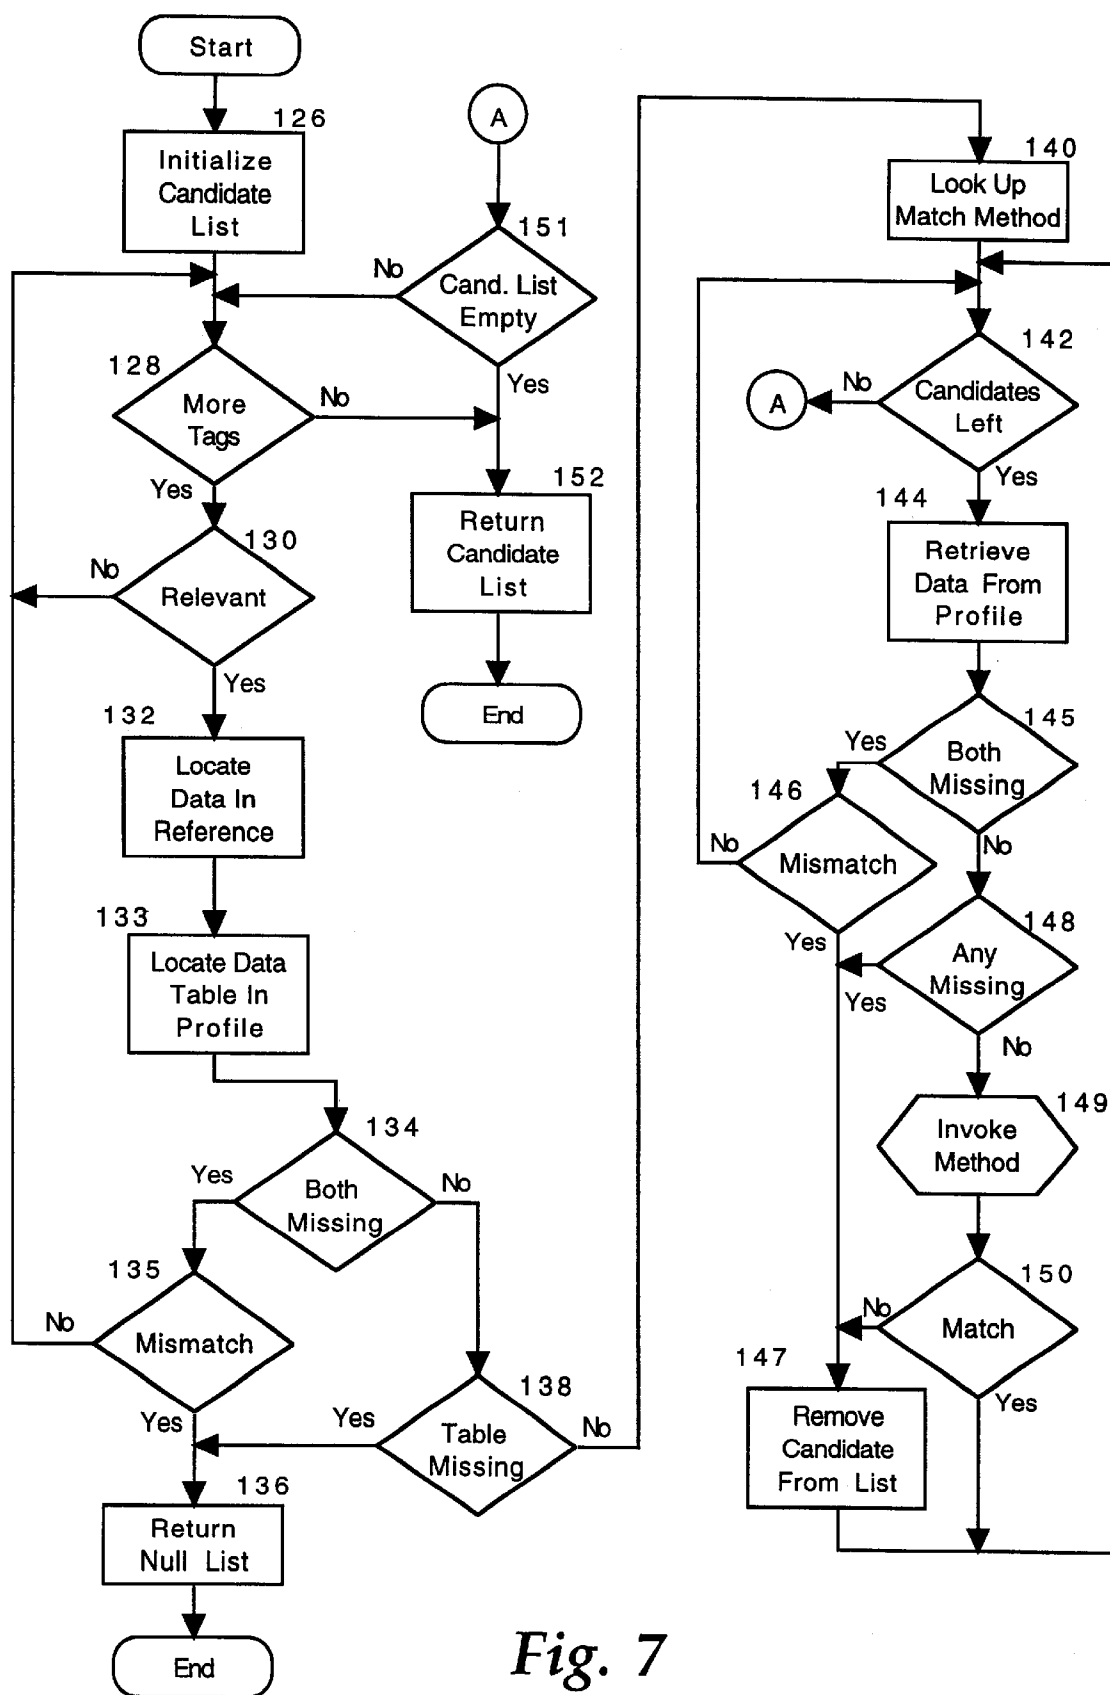 Start
126
Initialize
Candidate
List
A
151
Cand. List
Empty
No
Yes
128
More
Tags
No
Yes
152
Return
Candidate
List
End
130
Relevant
No
Yes
132
Locate
Data In
Reference
133
Locate Data
Table In
Profile
134
Both
Missing
Yes
No
135
Mismatch
No
Yes
138
Table
Missing
Yes
No
136
Return
Null List
End
140
Look Up
Match Method
142
Candidates
Left
No
A
Yes
144
Retrieve
Data From
Profile
145
Both
Missing
Yes
No
146
Mismatch
No
Yes
148
Any
Missing
Yes
No
149
Invoke
Method
150
Match
No
Yes
147
Remove
Candidate
From List
Fig. 7